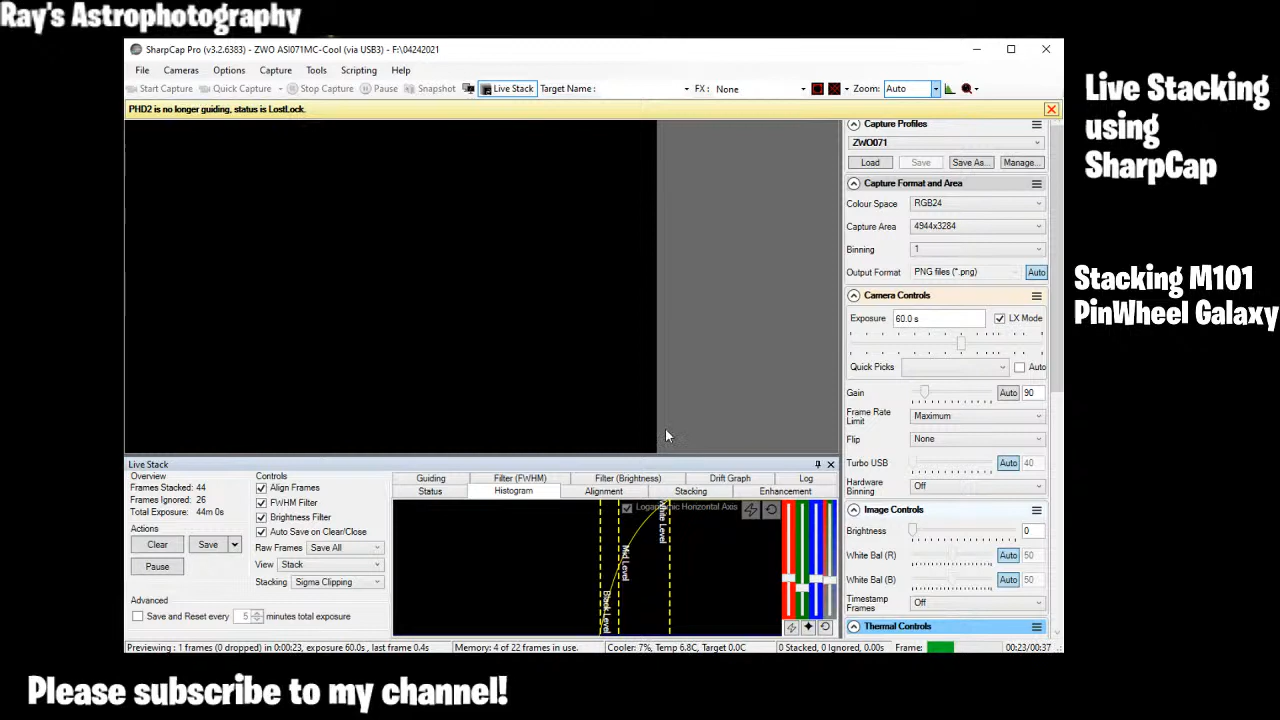 Ray's Astrophotography
SharpCap Pro (v3.2.6383) - ZWO ASI071MC-Cool (via USB3) - F:\04242021
File Cameras Options Capture Tools Scripting Help
Start Capture Quick Capture Stop Capture Pause Snapshot Live Stack Target Name: FX: None Zoom: Auto
PHD2 is no longer guiding, status is LostLock.
Capture Profiles
ZWO071
Load Save Save As... Manage...
Capture Format and Area
Colour Space RGB24
Capture Area 4944x3284
Binning 1
Output Format PNG files (*.png) Auto
Camera Controls
Exposure 60.0 s LX Mode
Quick Picks Auto
Gain Auto 90
Frame Rate Limit Maximum
Flip None
Turbo USB Auto 40
Hardware Binning Off
Image Controls
Brightness 0
White Bal (R) Auto 50
White Bal (B) Auto 50
Timestamp Frames Off
Thermal Controls
Live Stack
Overview
Frames Stacked: 44
Frames Ignored: 26
Total Exposure: 44m 0s
Actions
Clear Save
Pause
Controls
Align Frames
FWHM Filter
Brightness Filter
Auto Save on Clear/Close
Raw Frames Save All
View Stack
Stacking Sigma Clipping
Advanced
Save and Reset every 5 minutes total exposure
Guiding Filter (FWHM) Filter (Brightness) Drift Graph Log
Status Histogram Alignment Stacking Enhancement
Logarithmic Horizontal Axis
Black Level
Mid Level
White Level
Previewing : 1 frames (0 dropped) in 0:00:23, exposure 60.0s , last frame 0.4s Memory: 4 of 22 frames in use. Cooler: 7%, Temp 6.8C, Target 0.0C 0 Stacked, 0 Ignored, 0.00s Frame: 00:23/00:37
Live Stacking
using
SharpCap
Stacking M101
PinWheel Galaxy
Please subscribe to my channel!